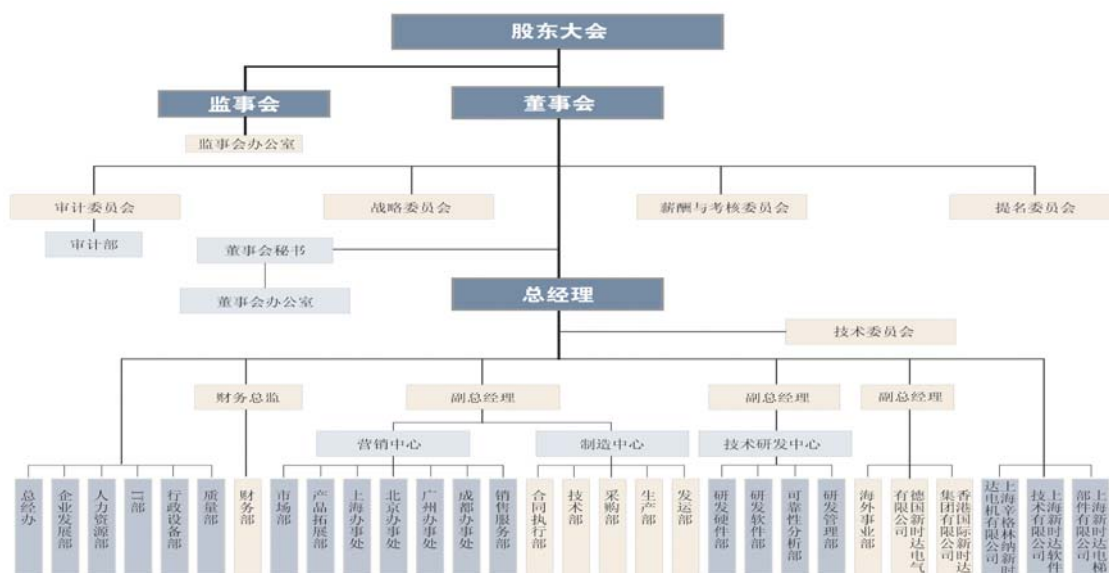 股东大会
监事会
董事会
监事会办公室
审计委员会
战略委员会
薪酬与考核委员会
提名委员会
审计部
董事会秘书
董事会办公室
总经理
技术委员会
财务总监
副总经理
副总经理
副总经理
营销中心
制造中心
技术研发中心
总经办
企业发展部
人力资源部
IT部
行政设备部
质量部
财务部
市场部
产品拓展部
上海办事处
北京办事处
广州办事处
成都办事处
销售服务部
合同执行部
技术部
采购部
生产部
发运部
研发硬件部
研发软件部
可靠性分析部
研发管理部
海外事业部
德国新时达电气
有限公司
香港国际新时达
集团有限公司
上海辛格林纳新时
达电机有限公司
上海新时达软件
技术有限公司
上海新时达电梯
部件有限公司